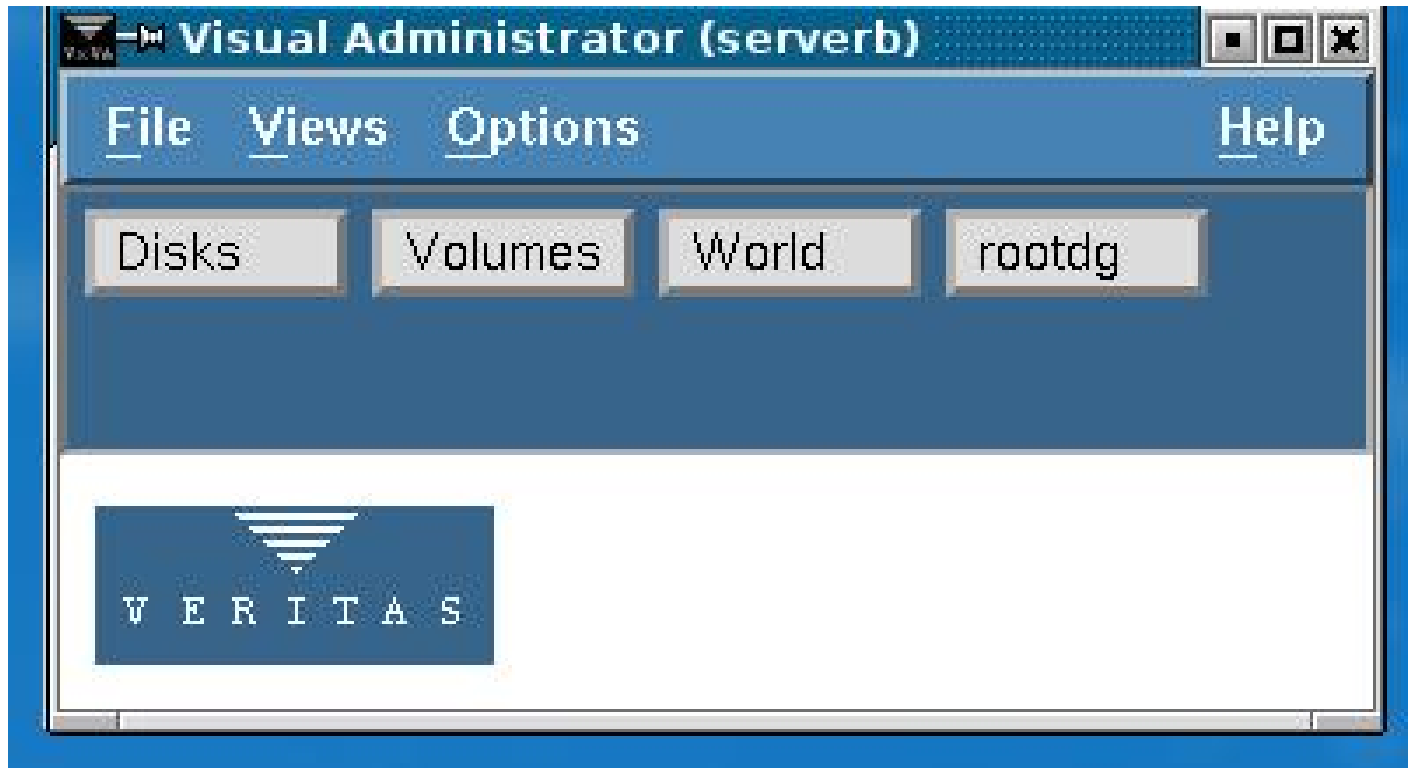 Visual Administrator (serverb)
File Views Options Help
Disks Volumes World rootdg
VERITAS